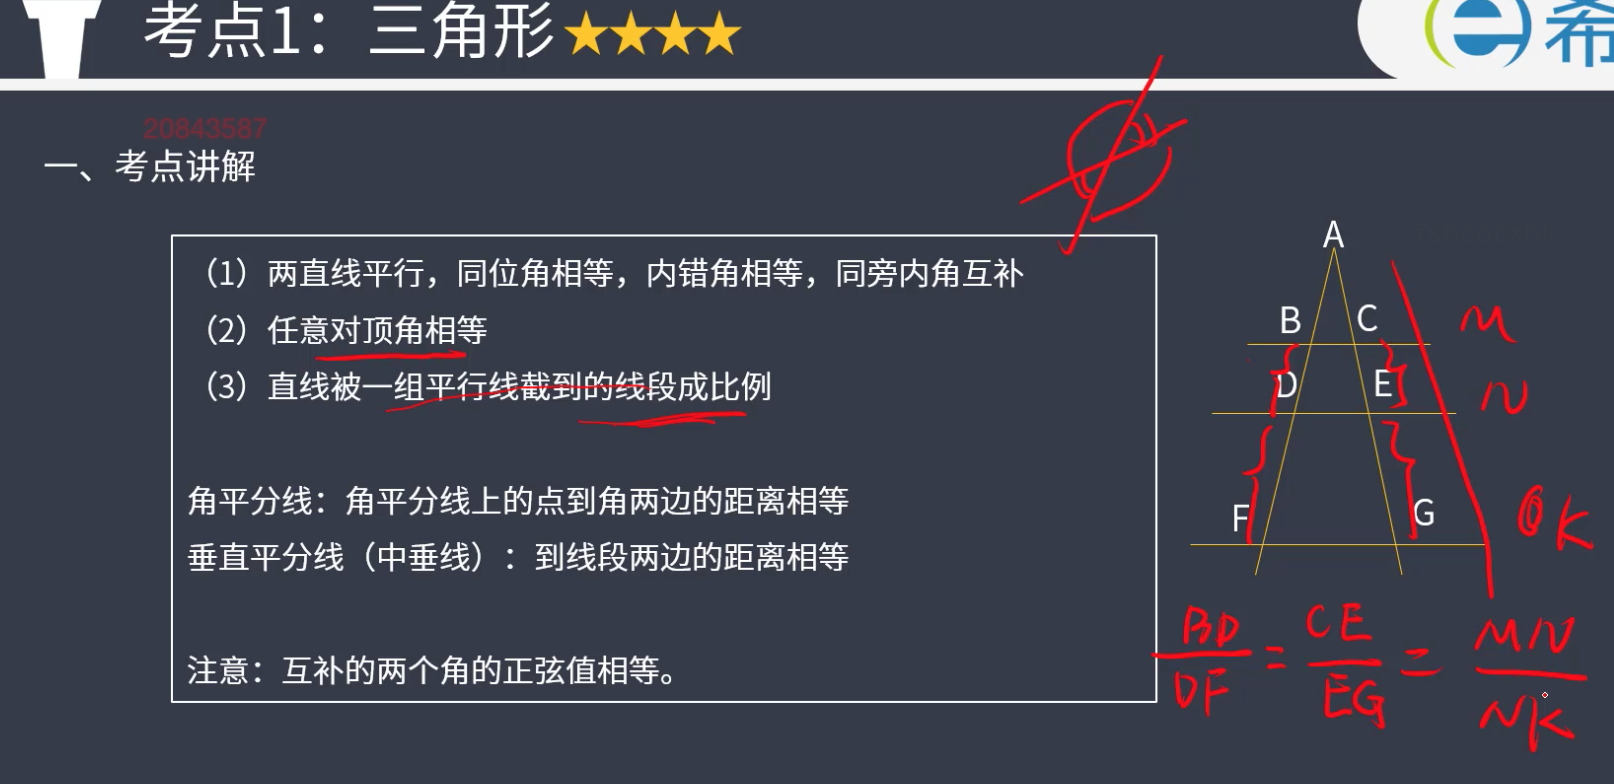 考点1：三角形
希
20843587
一、考点讲解
（1）两直线平行，同位角相等，内错角相等，同旁内角互补
（2）任意对顶角相等
（3）直线被一组平行线截到的线段成比例
角平分线：角平分线上的点到角两边的距离相等
垂直平分线（中垂线）：到线段两边的距离相等
注意：互补的两个角的正弦值相等。
A
B C M
D E N
F G K
BD/DF = CE/EG = MN/NK